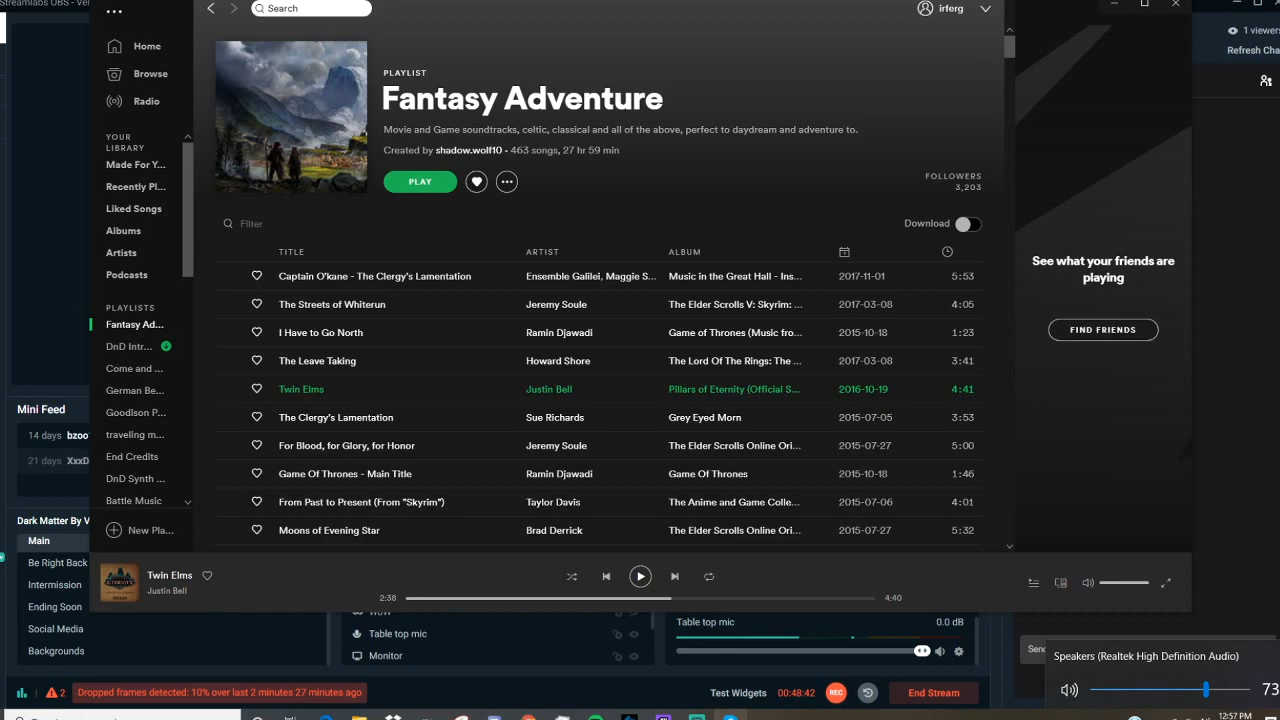 Streamlabs OBS - Ver
Search
irferg
1 viewers
Refresh Cha
Home
Browse
Radio
YOUR
LIBRARY
Made For Y...
Recently Pl...
Liked Songs
Albums
Artists
Podcasts
PLAYLISTS
Fantasy Ad...
DnD Intr...
Come and ...
German Be...
Goodison P...
traveling m...
End Credits
DnD Synth ...
Battle Music
New Pla...
PLAYLIST
Fantasy Adventure
Movie and Game soundtracks, celtic, classical and all of the above, perfect to daydream and adventure to.
Created by shadow.wolf10 • 463 songs, 27 hr 59 min
PLAY
FOLLOWERS
3,203
Filter
Download
TITLE ARTIST ALBUM
Captain O'kane - The Clergy's Lamentation Ensemble Galilei, Maggie S... Music in the Great Hall - Ins... 2017-11-01 5:53
The Streets of Whiterun Jeremy Soule The Elder Scrolls V: Skyrim: ... 2017-03-08 4:05
I Have to Go North Ramin Djawadi Game of Thrones (Music fro... 2015-10-18 1:23
The Leave Taking Howard Shore The Lord Of The Rings: The ... 2017-03-08 3:41
Twin Elms Justin Bell Pillars of Eternity (Official S... 2016-10-19 4:41
The Clergy's Lamentation Sue Richards Grey Eyed Morn 2015-07-05 3:53
For Blood, for Glory, for Honor Jeremy Soule The Elder Scrolls Online Ori... 2015-07-27 5:00
Game Of Thrones - Main Title Ramin Djawadi Game Of Thrones 2015-10-18 1:46
From Past to Present (From "Skyrim") Taylor Davis The Anime and Game Colle... 2015-07-06 4:01
Moons of Evening Star Brad Derrick The Elder Scrolls Online Ori... 2015-07-27 5:32
See what your friends are
playing
FIND FRIENDS
Mini Feed
14 days bzoo
21 days XxxD
Dark Matter By V
Main
Be Right Back
Intermission
Ending Soon
Social Media
Backgrounds
ETERNITY
Twin Elms
Justin Bell
2:38
4:40
Table top mic
Monitor
Table top mic 0.0 dB
Send
Speakers (Realtek High Definition Audio)
73
2
Dropped frames detected: 10% over last 2 minutes 27 minutes ago
Test Widgets
00:48:42
REC
End Stream
12:57 PM